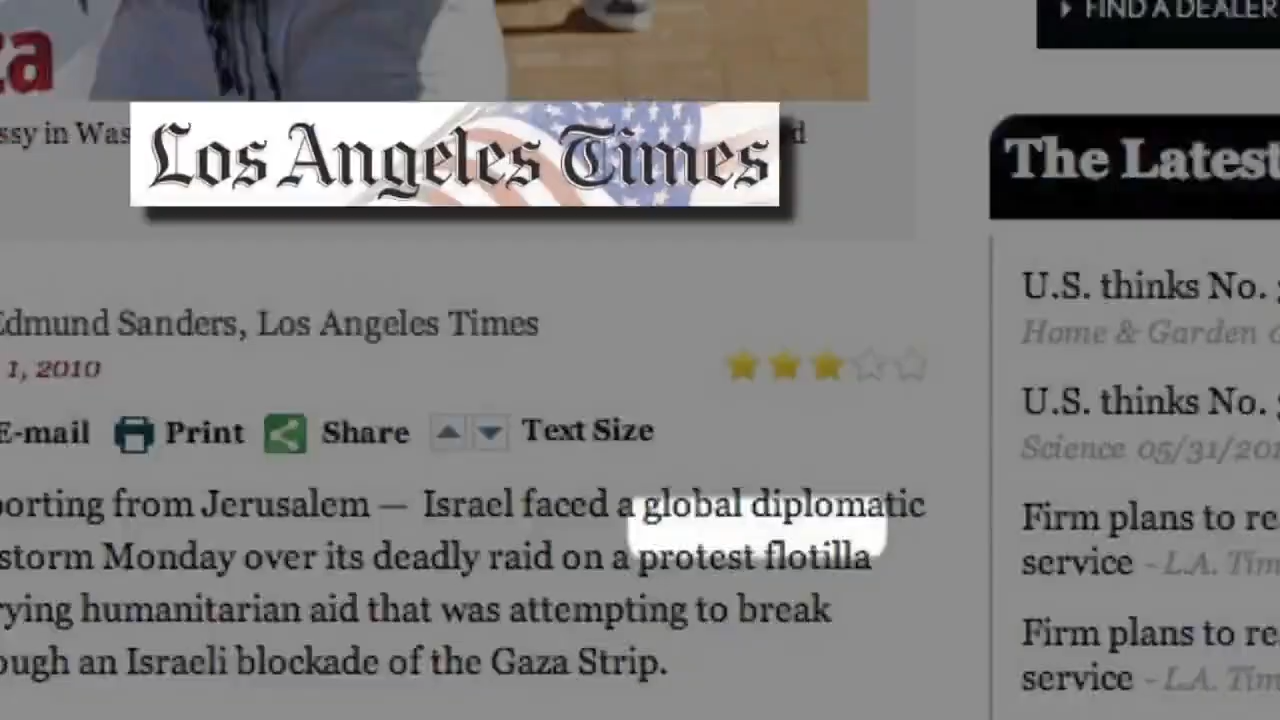 za
FIND A DEALER
ssy in Was
Los Angeles Times
d
The Latest
Edmund Sanders, Los Angeles Times
1, 2010
E-mail Print Share Text Size
U.S. thinks No.
Home & Garden
U.S. thinks No.
Science 05/31/201
Firm plans to re
service - L.A. Tim
Firm plans to re
service - L.A. Tim
porting from Jerusalem — Israel faced a global diplomatic
storm Monday over its deadly raid on a protest flotilla
rying humanitarian aid that was attempting to break
ough an Israeli blockade of the Gaza Strip.